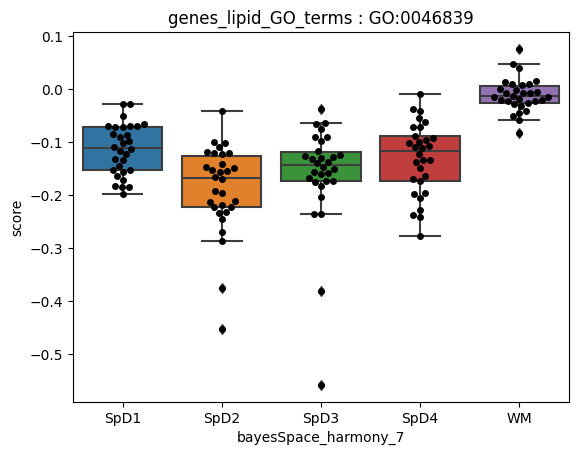 genes_lipid_GO_terms : GO:0046839
0.1
0.0
−0.1
−0.2
−0.3
−0.4
−0.5
score
SpD1 SpD2 SpD3 SpD4 WM
bayesSpace_harmony_7